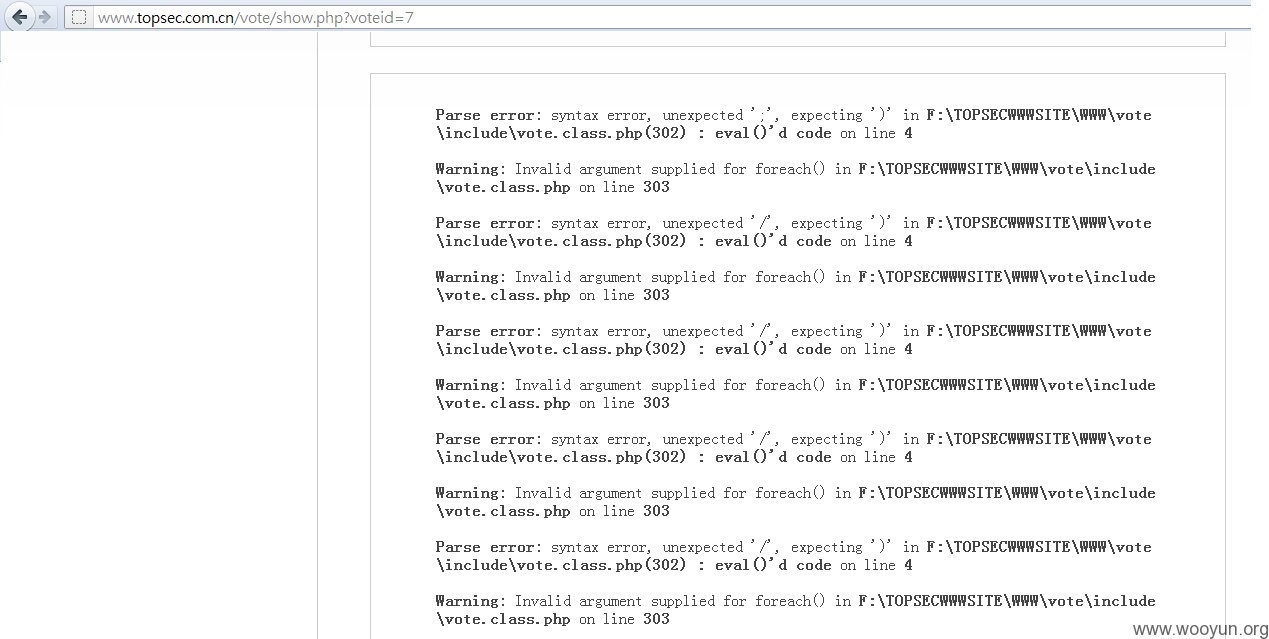 www.topsec.com.cn/vote/show.php?voteid=7
Parse error: syntax error, unexpected ';', expecting ')' in F:\TOPSECWWWSITE\WWW\vote
\include\vote.class.php(302) : eval()'d code on line 4
Warning: Invalid argument supplied for foreach() in F:\TOPSECWWWSITE\WWW\vote\include
\vote.class.php on line 303
Parse error: syntax error, unexpected '/', expecting ')' in F:\TOPSECWWWSITE\WWW\vote
\include\vote.class.php(302) : eval()'d code on line 4
Warning: Invalid argument supplied for foreach() in F:\TOPSECWWWSITE\WWW\vote\include
\vote.class.php on line 303
Parse error: syntax error, unexpected '/', expecting ')' in F:\TOPSECWWWSITE\WWW\vote
\include\vote.class.php(302) : eval()'d code on line 4
Warning: Invalid argument supplied for foreach() in F:\TOPSECWWWSITE\WWW\vote\include
\vote.class.php on line 303
Parse error: syntax error, unexpected '/', expecting ')' in F:\TOPSECWWWSITE\WWW\vote
\include\vote.class.php(302) : eval()'d code on line 4
Warning: Invalid argument supplied for foreach() in F:\TOPSECWWWSITE\WWW\vote\include
\vote.class.php on line 303
Parse error: syntax error, unexpected '/', expecting ')' in F:\TOPSECWWWSITE\WWW\vote
\include\vote.class.php(302) : eval()'d code on line 4
Warning: Invalid argument supplied for foreach() in F:\TOPSECWWWSITE\WWW\vote\include
\vote.class.php on line 303
www.wooyun.org